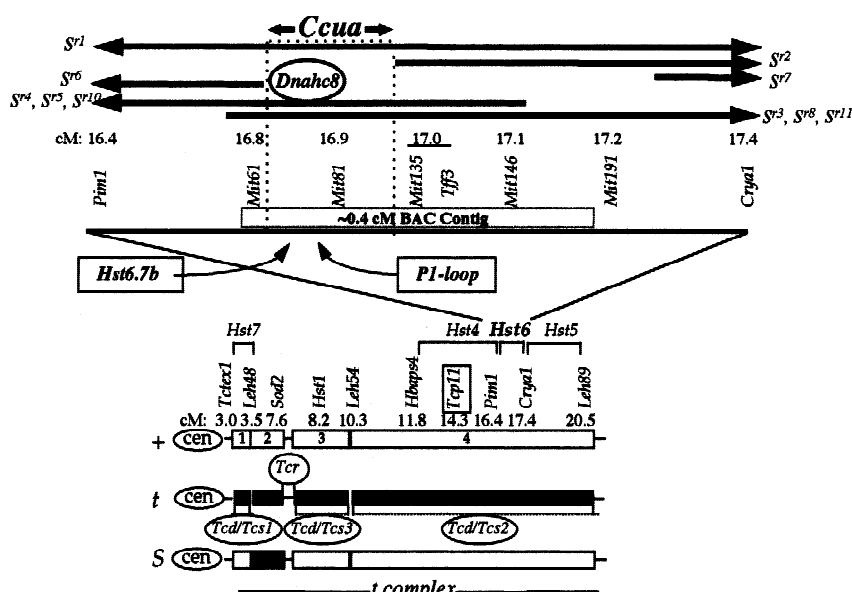 Ccua
Sr1
Sr2
Sr6 Dnahc8 Sr7
Sr4, Sr5, Sr10
Sr3, Sr8, Sr11
cM: 16.4 16.8 16.9 17.0 17.1 17.2 17.4
Pim1 Mit61 Mit81 Mit135 Tff3 Mit146 Mit191 Crya1
~0.4 cM BAC Contig
Hst6.7b P1-loop
Hst7 Hst4 Hst6 Hst5
Tctex1 Leh48 Sod2 Hst1 Leh54 Hbaps4 Tcp11 Pim1 Crya1 Leh89
cM: 3.0 3.5 7.6 8.2 10.3 11.8 14.3 16.4 17.4 20.5
+ cen 1 2 3 4
Tcr
t cen
Tcd/Tcs1 Tcd/Tcs3 Tcd/Tcs2
S cen
t complex